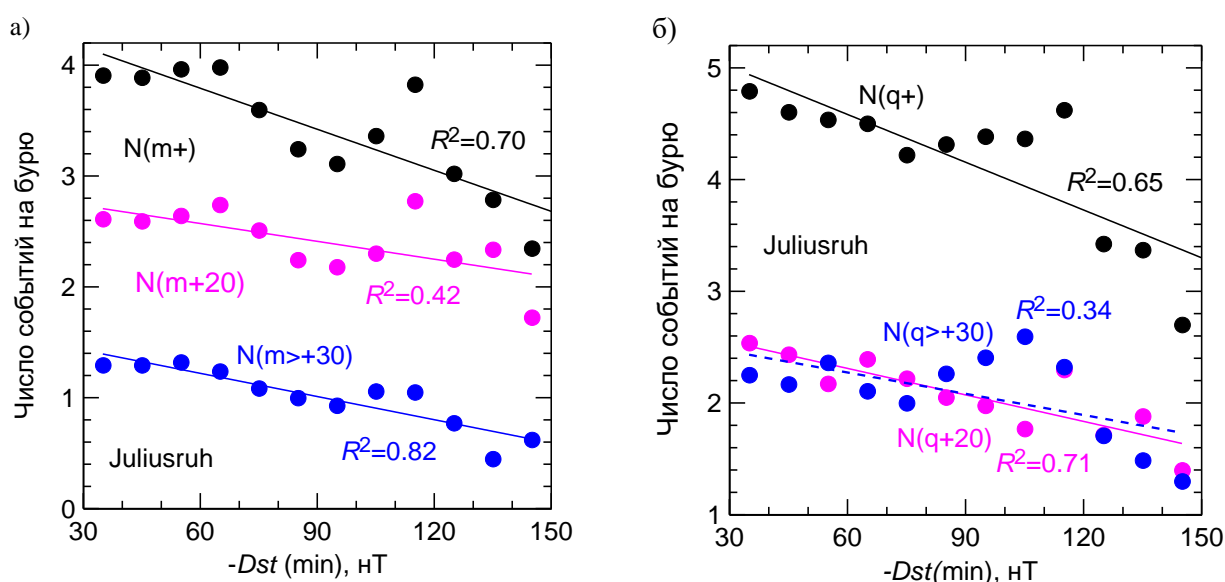 а)
4
3
2
1
0
Число событий на бурю
N(m+)
R²=0.70
N(m+20)
R²=0.42
N(m>+30)
R²=0.82
Juliusruh
30 60 90 120 150
-Dst (min), нТ
б)
5
4
3
2
1
Число событий на бурю
N(q+)
R²=0.65
Juliusruh
R²=0.34
N(q>+30)
N(q+20)
R²=0.71
30 60 90 120 150
-Dst(min), нТ